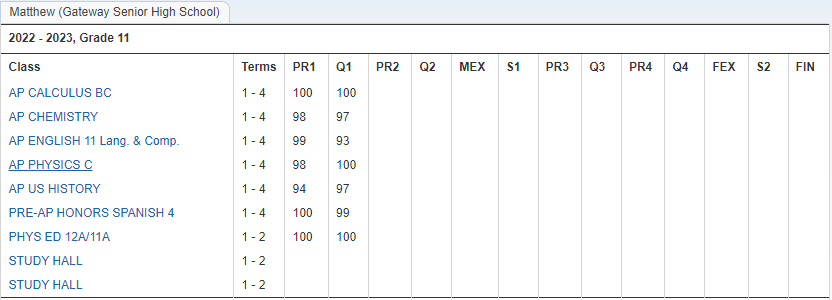 Matthew (Gateway Senior High School)
2022 - 2023, Grade 11
Class Terms PR1 Q1 PR2 Q2 MEX S1 PR3 Q3 PR4 Q4 FEX S2 FIN
AP CALCULUS BC 1 - 4 100 100
AP CHEMISTRY 1 - 4 98 97
AP ENGLISH 11 Lang. & Comp. 1 - 4 99 93
AP PHYSICS C 1 - 4 98 100
AP US HISTORY 1 - 4 94 97
PRE-AP HONORS SPANISH 4 1 - 4 100 99
PHYS ED 12A/11A 1 - 2 100 100
STUDY HALL 1 - 2
STUDY HALL 1 - 2